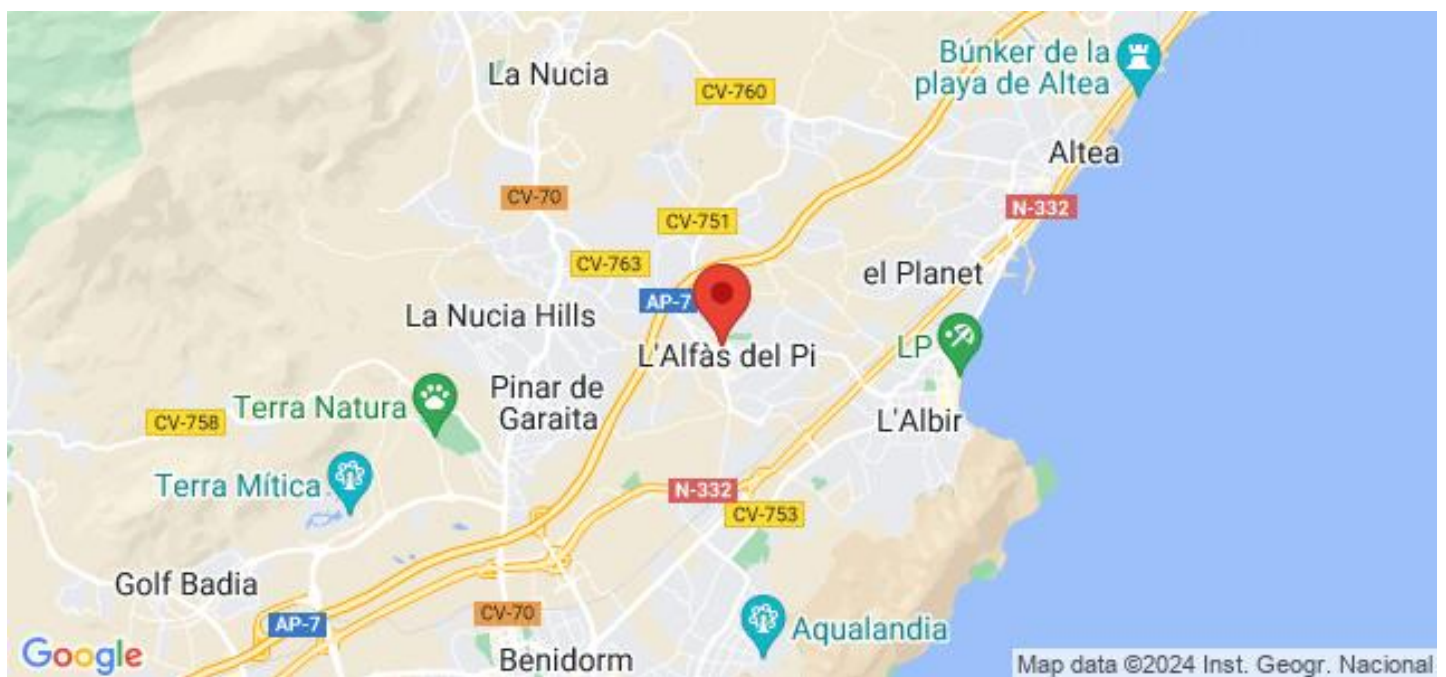 Búnker de la
playa de Altea
La Nucia
CV-760
Altea
CV-70
N-332
CV-751
CV-763
el Planet
AP-7
La Nucia Hills
LP
L'Alfàs del Pi
Pinar de
Garaita
Terra Natura
CV-758
L'Albir
Terra Mítica
N-332
CV-753
Golf Badia
CV-70
AP-7
Aqualandia
Google
Benidorm
Map data ©2024 Inst. Geogr. Nacional